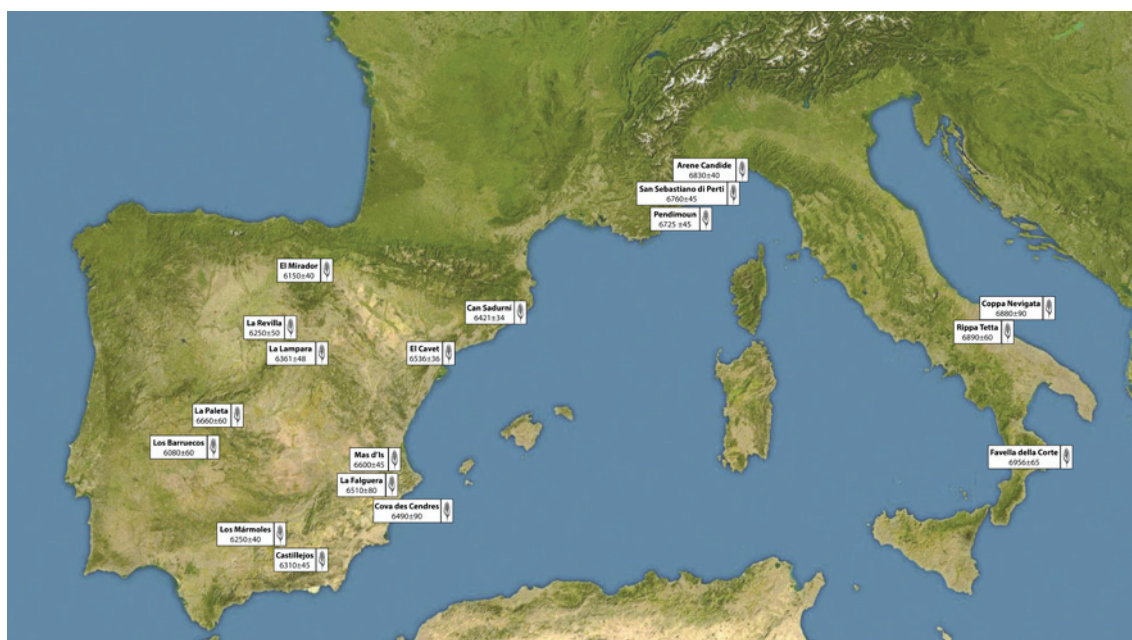 Arene Candide
6830±40
San Sebastiano di Perti
6760±45
Pendimoun
6725 ±45
El Mirador
6150±40
Can Sadurní
6421±34
Coppa Nevigata
6880±90
La Revilla
6250±50
Rippa Tetta
6890±60
La Lampara
6361±48
El Cavet
6536±36
La Paleta
6660±60
Los Barruecos
6080±60
Mas d'Is
6600±45
Favella della Corte
6956±65
La Falguera
6510±80
Cova des Cendres
6490±90
Los Mármoles
6250±40
Castillejos
6310±45